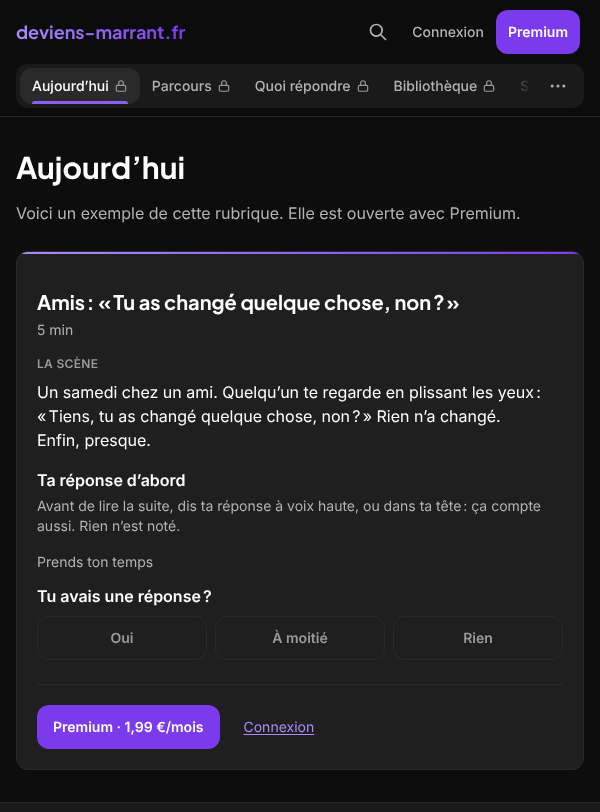 deviens-marrant.fr
Connexion
Premium
Aujourd’hui
Parcours
Quoi répondre
Bibliothèque
Aujourd’hui
Voici un exemple de cette rubrique. Elle est ouverte avec Premium.
Amis : « Tu as changé quelque chose, non ? »
5 min
LA SCÈNE
Un samedi chez un ami. Quelqu’un te regarde en plissant les yeux :
« Tiens, tu as changé quelque chose, non ? » Rien n’a changé.
Enfin, presque.
Ta réponse d’abord
Avant de lire la suite, dis ta réponse à voix haute, ou dans ta tête : ça compte
aussi. Rien n’est noté.
Prends ton temps
Tu avais une réponse ?
Oui
À moitié
Rien
Premium · 1,99 €/mois
Connexion